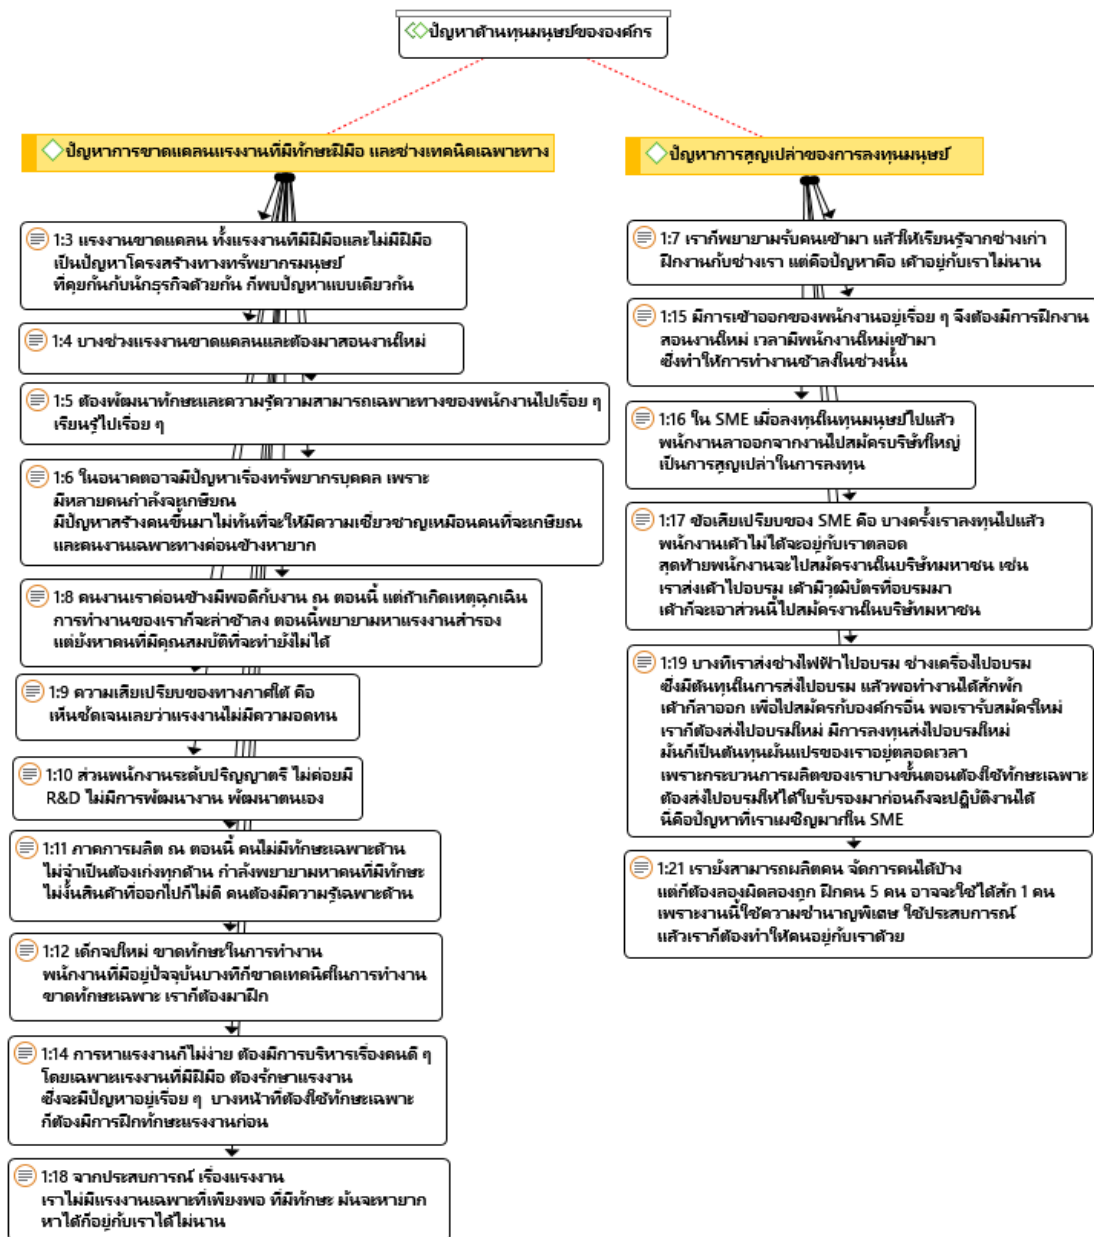 ปัญหาด้านทุนมนุษย์ขององค์กร
ปัญหาการขาดแคลนแรงงานที่มีทักษะฝีมือ และช่างเทคนิคเฉพาะทาง
1:3 แรงงานขาดแคลน ทั้งแรงงานที่มีฝีมือและไม่มีฝีมือ
เป็นปัญหาโครงสร้างทางทรัพยากรมนุษย์
ที่คุยกันกับนักธุรกิจด้วยกัน ก็พบปัญหาแบบเดียวกัน
1:4 บางช่วงแรงงานขาดแคลนและต้องมาสอนงานใหม่
1:5 ต้องพัฒนาทักษะและความรู้ความสามารถเฉพาะทางของพนักงานไปเรื่อย ๆ
เรียนรู้ไปเรื่อย ๆ
1:6 ในอนาคตอาจมีปัญหาเรื่องทรัพยากรบุคคล เพราะ
มีหลายคนกำลังจะเกษียณ
มีปัญหาสร้างคนขึ้นมาไม่ทันที่จะให้มีความเชี่ยวชาญเหมือนคนที่จะเกษียณ
และคนงานเฉพาะทางค่อนข้างหายาก
1:8 คนงานเราค่อนข้างมีพอดีกับงาน ณ ตอนนี้ แต่ถ้าเกิดเหตุฉุกเฉิน
การทำงานของเราก็จะล่าช้าลง ตอนนี้พยายามหาแรงงานสำรอง
แต่ยังหาคนที่มีคุณสมบัติที่จะทำยังไม่ได้
1:9 ความเสียเปรียบของทางภาคใต้ คือ
เห็นชัดเจนเลยว่าแรงงานไม่มีความอดทน
1:10 ส่วนพนักงานระดับปริญญาตรี ไม่ค่อยมี
R&D ไม่มีการพัฒนางาน พัฒนาตนเอง
1:11 ภาคการผลิต ณ ตอนนี้ คนไม่มีทักษะเฉพาะด้าน
ไม่จำเป็นต้องเก่งทุกด้าน กำลังพยายามหาคนที่มีทักษะ
ไม่งั้นสินค้าที่ออกไปก็ไม่ดี คนต้องมีความรู้เฉพาะด้าน
1:12 เด็กจบใหม่ ขาดทักษะในการทำงาน
พนักงานที่มีอยู่ปัจจุบันบางทีก็ขาดเทคนิคในการทำงาน
ขาดทักษะเฉพาะ เราก็ต้องมาฝึก
1:14 การหาแรงงานก็ไม่ง่าย ต้องมีการบริหารเรื่องคนดี ๆ
โดยเฉพาะแรงงานที่มีฝีมือ ต้องรักษาแรงงาน
ซึ่งจะมีปัญหาอยู่เรื่อย ๆ บางหน้าที่ต้องใช้ทักษะเฉพาะ
ก็ต้องมีการฝึกทักษะแรงงานก่อน
1:18 จากประสบการณ์ เรื่องแรงงาน
เราไม่มีแรงงานเฉพาะที่เพียงพอ ที่มีทักษะ มันจะหายาก
หาได้ก็อยู่กับเราได้ไม่นาน
ปัญหาการสูญเปล่าของการลงทุนมนุษย์
1:7 เราก็พยายามรับคนเข้ามา แล้วให้เรียนรู้จากช่างเก่า
ฝึกงานกับช่างเรา แต่คือปัญหาคือ เค้าอยู่กับเราไม่นาน
1:15 มีการเข้าออกของพนักงานอยู่เรื่อย ๆ จึงต้องมีการฝึกงาน
สอนงานใหม่ เวลามีพนักงานใหม่เข้ามา
ซึ่งทำให้การทำงานช้าลงในช่วงนั้น
1:16 ใน SME เมื่อลงทุนในทุนมนุษย์ไปแล้ว
พนักงานลาออกจากงานไปสมัครบริษัทใหญ่
เป็นการสูญเปล่าในการลงทุน
1:17 ข้อเสียเปรียบของ SME คือ บางครั้งเราลงทุนไปแล้ว
พนักงานเค้าไม่ได้จะอยู่กับเราตลอด
สุดท้ายพนักงานจะไปสมัครงานในบริษัทมหาชน เช่น
เราส่งเค้าไปอบรม เค้ามีวุฒิบัตรที่อบรมมา
เค้าก็จะเอาส่วนนี้ไปสมัครงานในบริษัทมหาชน
1:19 บางทีเราส่งช่างไฟฟ้าไปอบรม ช่างเครื่องไปอบรม
ซึ่งมีต้นทุนในการส่งไปอบรม แล้วพอทำงานได้สักพัก
เค้าก็ลาออก เพื่อไปสมัครกับองค์กรอื่น พอเรารับสมัครใหม่
เราก็ต้องส่งไปอบรมใหม่ มีการลงทุนส่งไปอบรมใหม่
มันก็เป็นต้นทุนผันแปรของเราอยู่ตลอดเวลา
เพราะกระบวนการผลิตของเราบางขั้นตอนต้องใช้ทักษะเฉพาะ
ต้องส่งไปอบรมให้ได้ใบรับรองมาก่อนถึงจะปฏิบัติงานได้
นี่คือปัญหาที่เราเผชิญมากใน SME
1:21 เรายังสามารถผลิตคน จัดการคนได้บ้าง
แต่ก็ต้องลองผิดลองถูก ฝึกคน 5 คน อาจจะใช้ได้สัก 1 คน
เพราะงานนี้ใช้ความชำนาญพิเศษ ใช้ประสบการณ์
แล้วเราก็ต้องทำให้คนอยู่กับเราด้วย